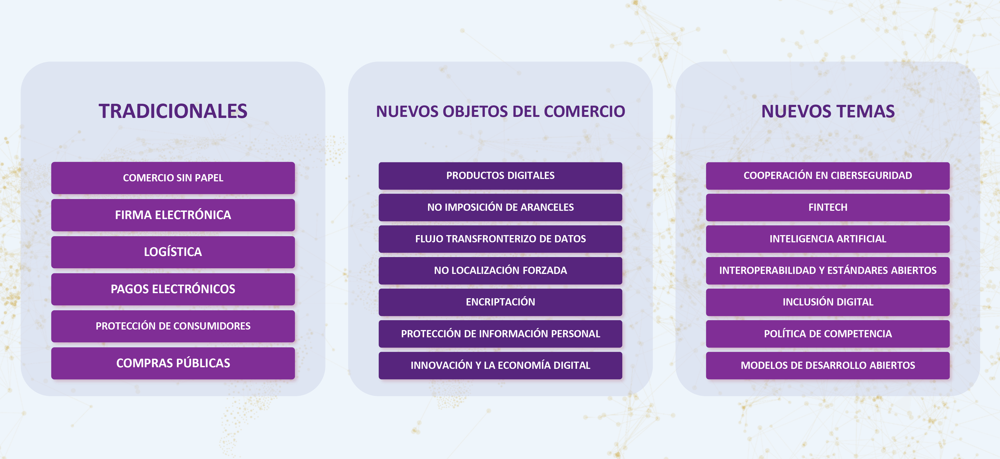 TRADICIONALES
COMERCIO SIN PAPEL
FIRMA ELECTRÓNICA
LOGÍSTICA
PAGOS ELECTRÓNICOS
PROTECCIÓN DE CONSUMIDORES
COMPRAS PÚBLICAS
NUEVOS OBJETOS DEL COMERCIO
PRODUCTOS DIGITALES
NO IMPOSICIÓN DE ARANCELES
FLUJO TRANSFRONTERIZO DE DATOS
NO LOCALIZACIÓN FORZADA
ENCRIPTACIÓN
PROTECCIÓN DE INFORMACIÓN PERSONAL
INNOVACIÓN Y LA ECONOMÍA DIGITAL
NUEVOS TEMAS
COOPERACIÓN EN CIBERSEGURIDAD
FINTECH
INTELIGENCIA ARTIFICIAL
INTEROPERABILIDAD Y ESTÁNDARES ABIERTOS
INCLUSIÓN DIGITAL
POLÍTICA DE COMPETENCIA
MODELOS DE DESARROLLO ABIERTOS